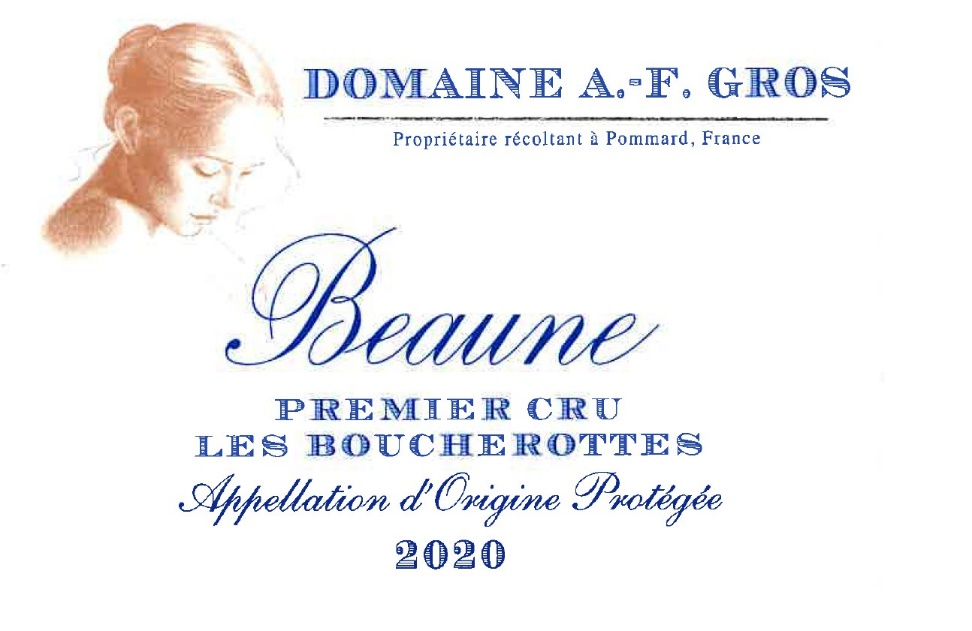 DOMAINE A.-F. GROS
Propriétaire récoltant à Pommard, France
Beaune
PREMIER CRU
LES BOUCHEROTTES
Appellation d'Origine Protégée
2020